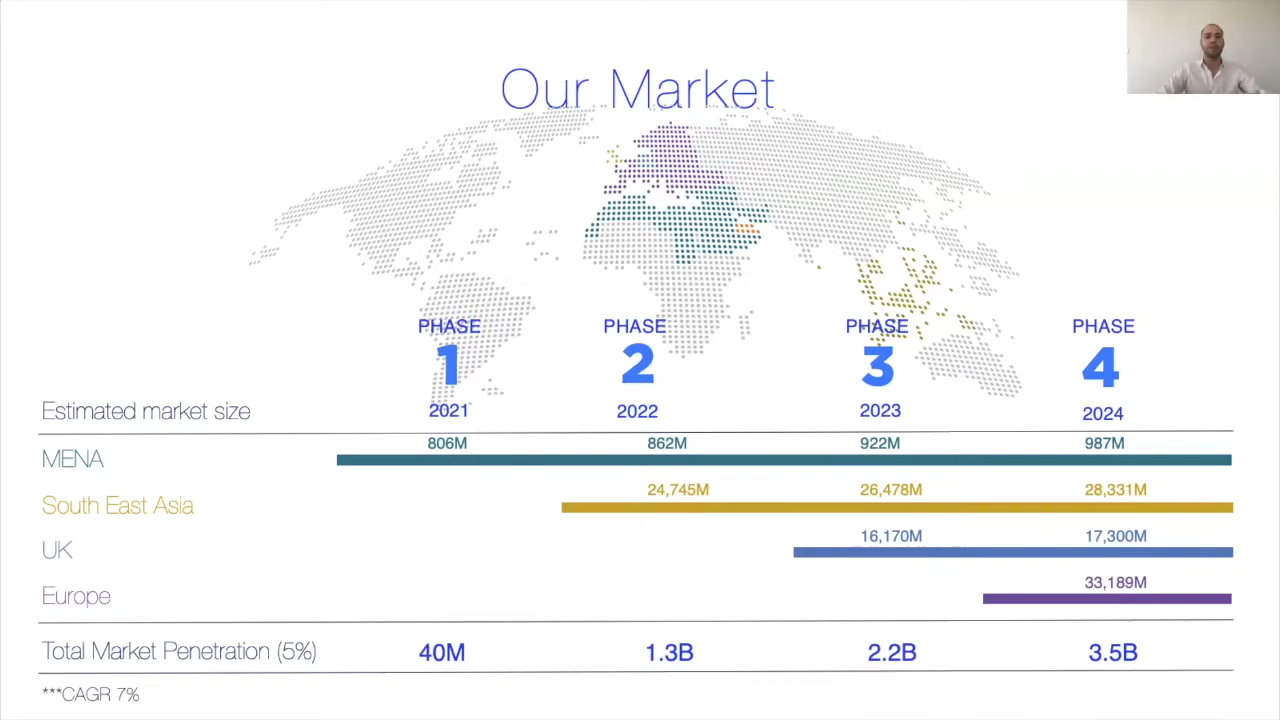 Our Market
PHASE PHASE PHASE PHASE
1 2 3 4
Estimated market size 2021 2022 2023 2024
MENA 806M 862M 922M 987M
South East Asia 24,745M 26,478M 28,331M
UK 16,170M 17,300M
Europe 33,189M
Total Market Penetration (5%) 40M 1.3B 2.2B 3.5B
***CAGR 7%